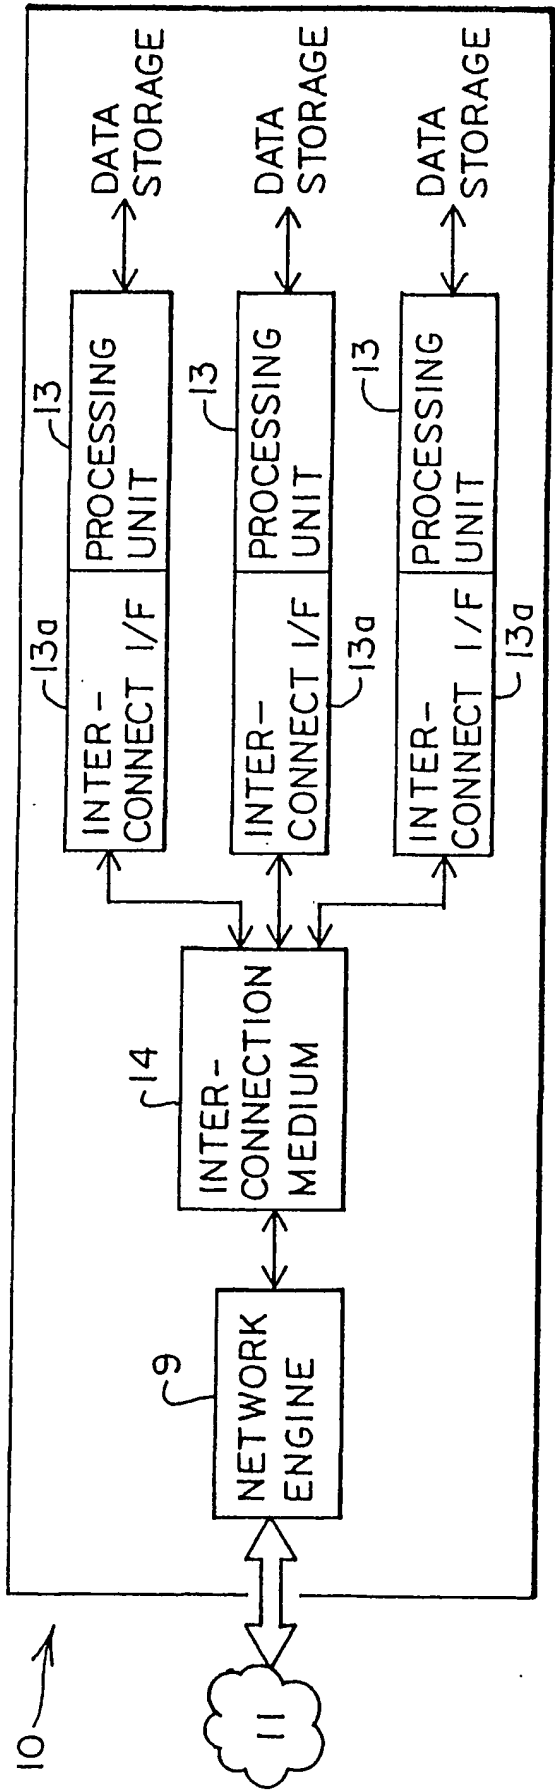 10
11
9
NETWORK
ENGINE
14
INTER-
CONNECTION
MEDIUM
13a
INTER-
CONNECT I/F
13
PROCESSING
UNIT
DATA
STORAGE
INTER-
CONNECT I/F
13a
13
PROCESSING
UNIT
DATA
STORAGE
INTER-
CONNECT I/F
13a
13
PROCESSING
UNIT
DATA
STORAGE